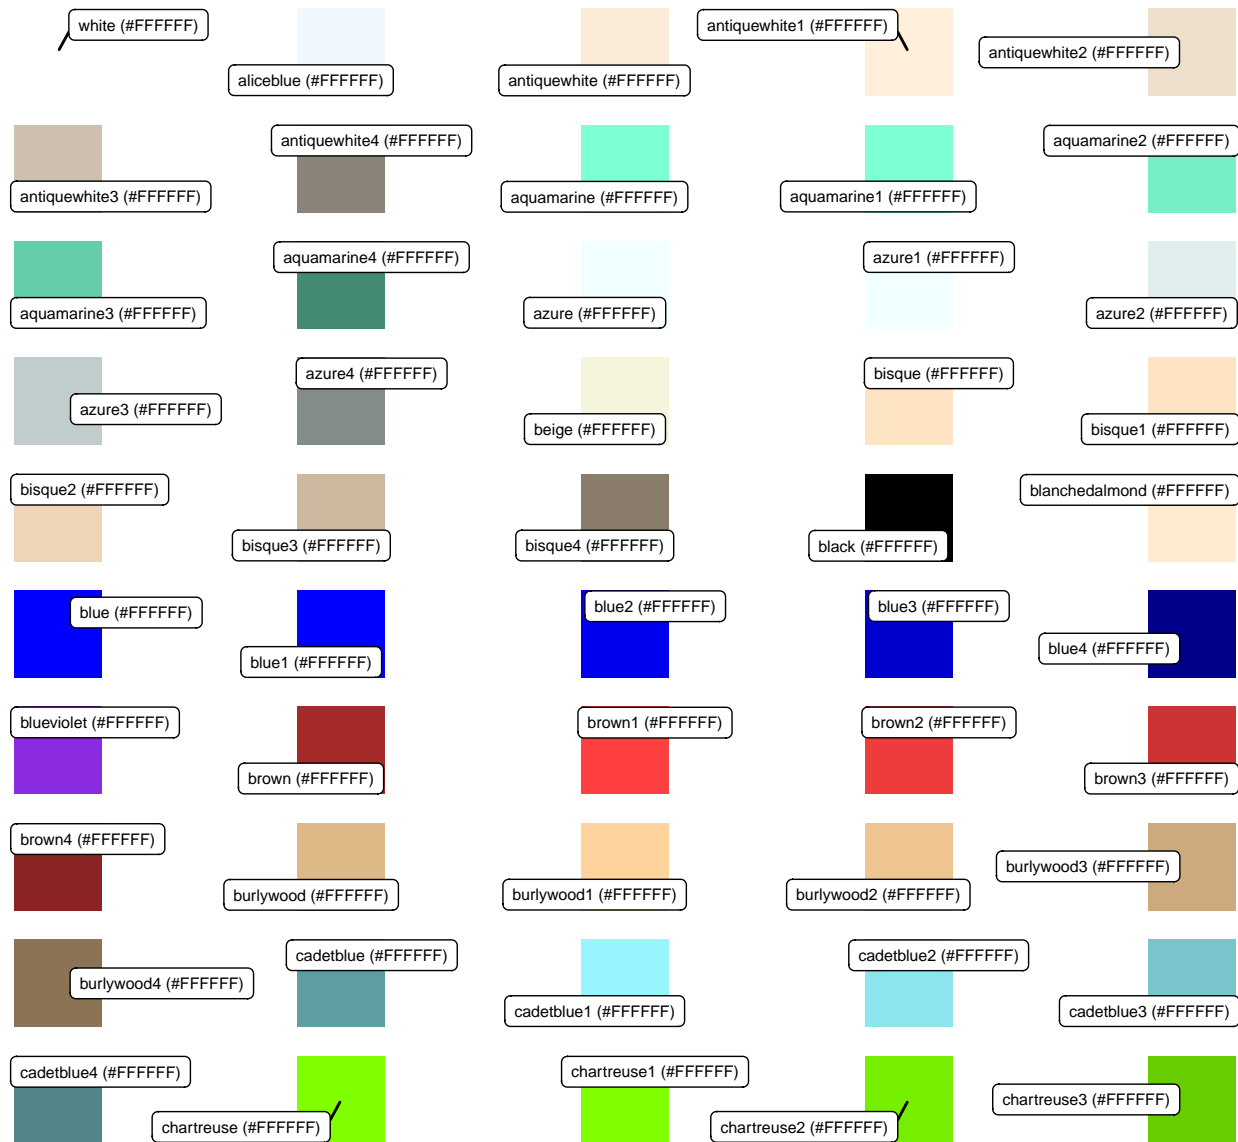 white (#FFFFFF)
aliceblue (#FFFFFF)
antiquewhite (#FFFFFF)
antiquewhite1 (#FFFFFF)
antiquewhite2 (#FFFFFF)
antiquewhite3 (#FFFFFF)
antiquewhite4 (#FFFFFF)
aquamarine (#FFFFFF)
aquamarine1 (#FFFFFF)
aquamarine2 (#FFFFFF)
aquamarine3 (#FFFFFF)
aquamarine4 (#FFFFFF)
azure (#FFFFFF)
azure1 (#FFFFFF)
azure2 (#FFFFFF)
azure3 (#FFFFFF)
azure4 (#FFFFFF)
beige (#FFFFFF)
bisque (#FFFFFF)
bisque1 (#FFFFFF)
bisque2 (#FFFFFF)
bisque3 (#FFFFFF)
bisque4 (#FFFFFF)
black (#FFFFFF)
blanchedalmond (#FFFFFF)
blue (#FFFFFF)
blue1 (#FFFFFF)
blue2 (#FFFFFF)
blue3 (#FFFFFF)
blue4 (#FFFFFF)
blueviolet (#FFFFFF)
brown (#FFFFFF)
brown1 (#FFFFFF)
brown2 (#FFFFFF)
brown3 (#FFFFFF)
brown4 (#FFFFFF)
burlywood (#FFFFFF)
burlywood1 (#FFFFFF)
burlywood2 (#FFFFFF)
burlywood3 (#FFFFFF)
burlywood4 (#FFFFFF)
cadetblue (#FFFFFF)
cadetblue1 (#FFFFFF)
cadetblue2 (#FFFFFF)
cadetblue3 (#FFFFFF)
cadetblue4 (#FFFFFF)
chartreuse (#FFFFFF)
chartreuse1 (#FFFFFF)
chartreuse2 (#FFFFFF)
chartreuse3 (#FFFFFF)